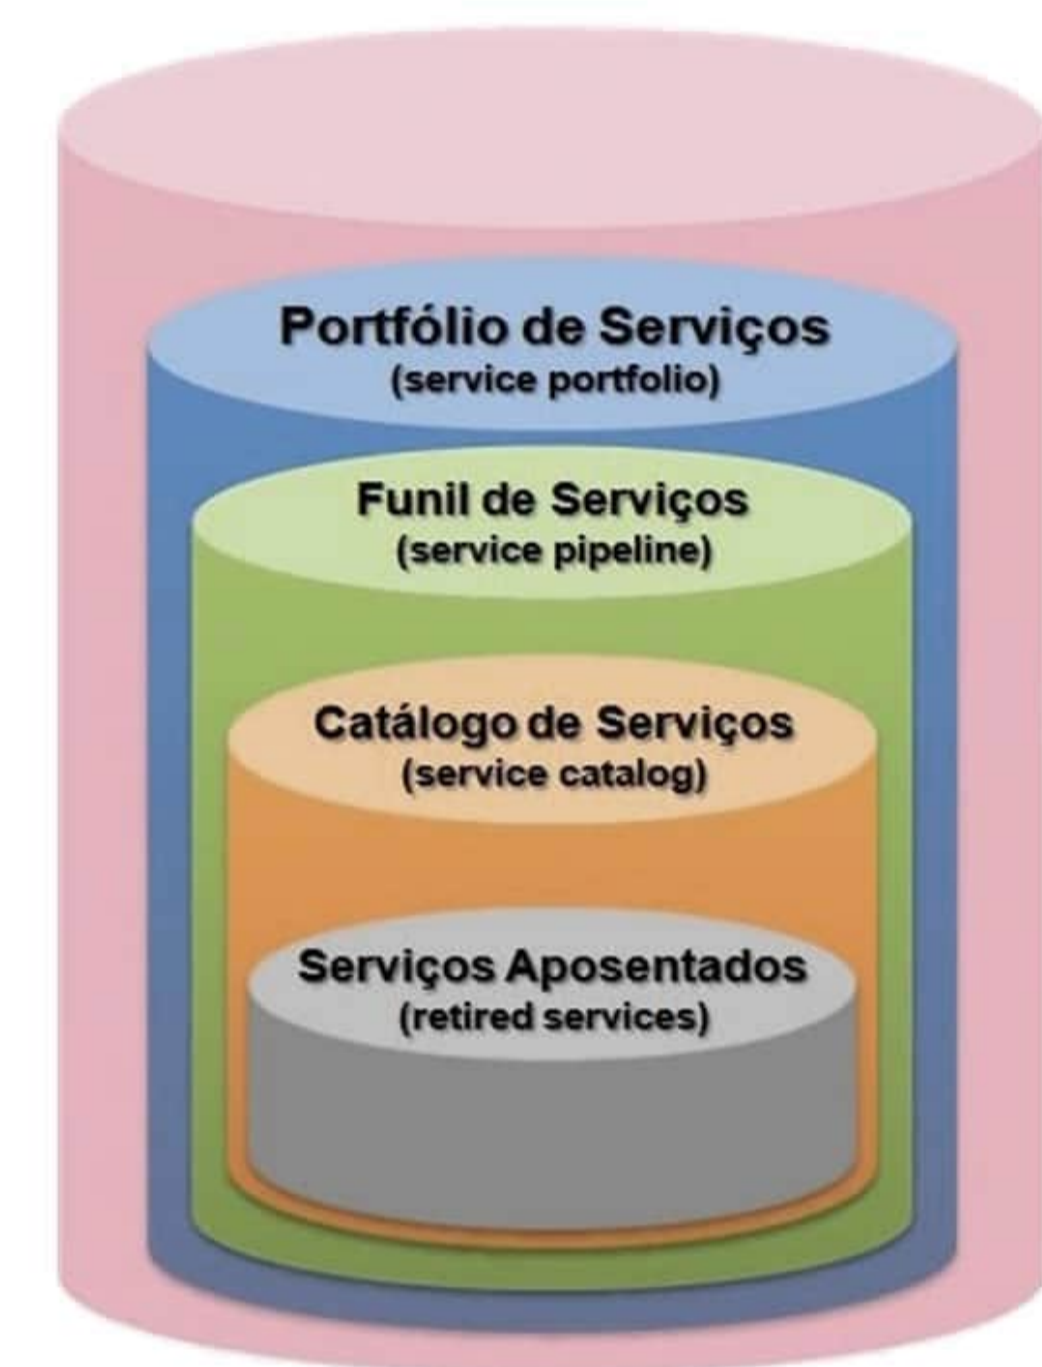 Portfólio de Serviços
(service portfolio)
Funil de Serviços
(service pipeline)
Catálogo de Serviços
(service catalog)
Serviços Aposentados
(retired services)